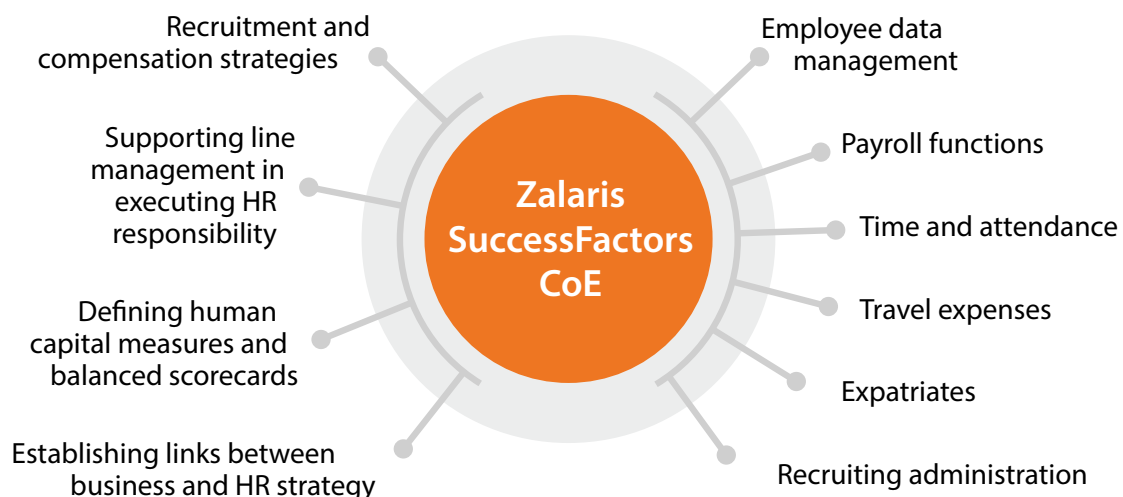 Recruitment and
compensation strategies
Supporting line
management in
executing HR
responsibility
Defining human
capital measures and
balanced scorecards
Establishing links between
business and HR strategy
Zalaris
SuccessFactors
CoE
Employee data
management
Payroll functions
Time and attendance
Travel expenses
Expatriates
Recruiting administration